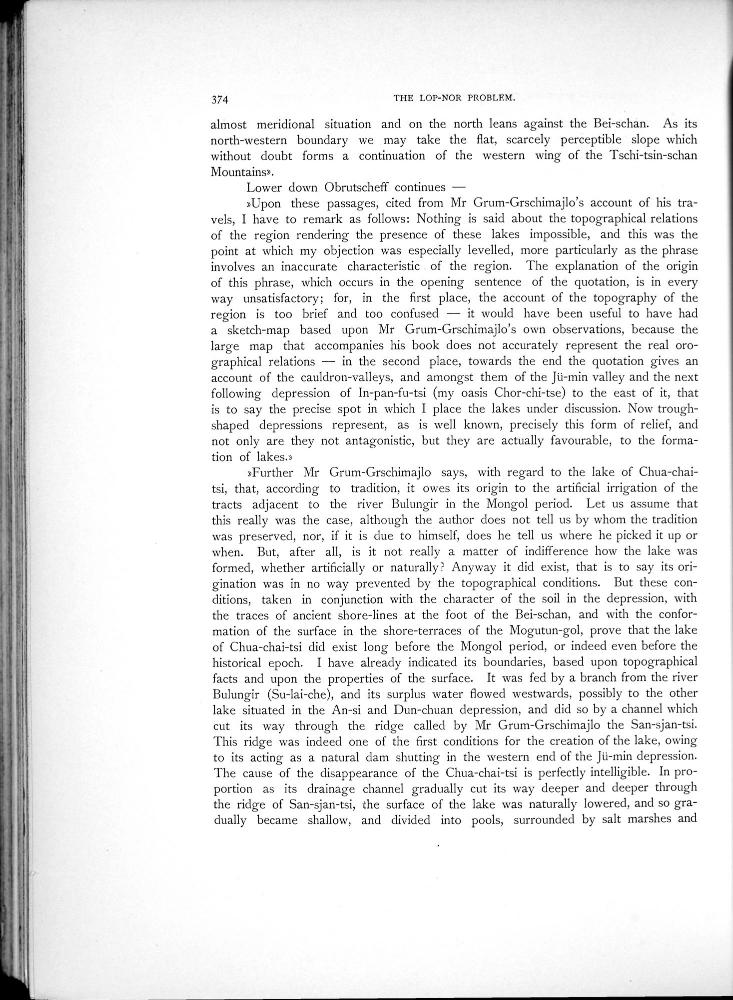 374 THE LOP-NOR PROBLEM.
almost meridional situation and on the north leans against the Bei-schan. As its
north-western boundary we may take the flat, scarcely perceptible slope which
without doubt forms a continuation of the western wing of the Tschi-tsin-schan
Mountains».
Lower down Obrutscheff continues —
»Upon these passages, cited from Mr Grum-Grschimajlo's account of his tra-
vels, I have to remark as follows: Nothing is said about the topographical relations
of the region rendering the presence of these lakes impossible, and this was the
point at which my objection was especially levelled, more particularly as the phrase
involves an inaccurate characteristic of the region. The explanation of the origin
of this phrase, which occurs in the opening sentence of the quotation, is in every
way unsatisfactory; for, in the first place, the account of the topography of the
region is too brief and too confused — it would have been useful to have had
a sketch-map based upon Mr Grum-Grschimajlo's own observations, because the
large map that accompanies his book does not accurately represent the real oro-
graphical relations — in the second place, towards the end the quotation gives an
account of the cauldron-valleys, and amongst them of the Jü-min valley and the next
following depression of In-pan-fu-tsi (my oasis Chor-chi-tse) to the east of it, that
is to say the precise spot in which I place the lakes under discussion. Now trough-
shaped depressions represent, as is well known, precisely this form of relief, and
not only are they not antagonistic, but they are actually favourable, to the forma-
tion of lakes.»
»Further Mr Grum-Grschimajlo says, with regard to the lake of Chua-chai-
tsi, that, according to tradition, it owes its origin to the artificial irrigation of the
tracts adjacent to the river Bulungir in the Mongol period. Let us assume that
this really was the case, although the author does not tell us by whom the tradition
was preserved, nor, if it is due to himself, does he tell us where he picked it up or
when. But, after all, is it not really a matter of indifference how the lake was
formed, whether artificially or naturally? Anyway it did exist, that is to say its ori-
gination was in no way prevented by the topographical conditions. But these con-
ditions, taken in conjunction with the character of the soil in the depression, with
the traces of ancient shore-lines at the foot of the Bei-schan, and with the confor-
mation of the surface in the shore-terraces of the Mogutun-gol, prove that the lake
of Chua-chai-tsi did exist long before the Mongol period, or indeed even before the
historical epoch. I have already indicated its boundaries, based upon topographical
facts and upon the properties of the surface. It was fed by a branch from the river
Bulungir (Su-lai-che), and its surplus water flowed westwards, possibly to the other
lake situated in the An-si and Dun-chuan depression, and did so by a channel which
cut its way through the ridge called by Mr Grum-Grschimajlo the San-sjan-tsi.
This ridge was indeed one of the first conditions for the creation of the lake, owing
to its acting as a natural dam shutting in the western end of the Jü-min depression.
The cause of the disappearance of the Chua-chai-tsi is perfectly intelligible. In pro-
portion as its drainage channel gradually cut its way deeper and deeper through
the ridge of San-sjan-tsi, the surface of the lake was naturally lowered, and so gra-
dually became shallow, and divided into pools, surrounded by salt marshes and